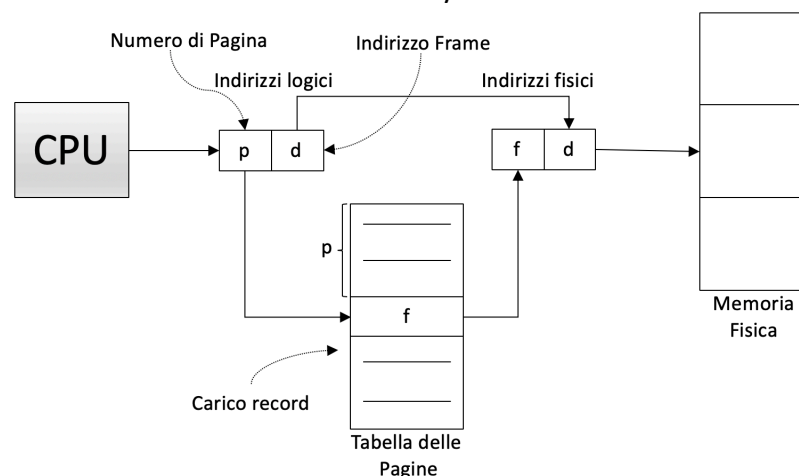 Numero di Pagina
Indirizzo Frame
Indirizzi logici
Indirizzi fisici
CPU
p
d
f
d
p
f
Memoria
Fisica
Carico record
Tabella delle
Pagine